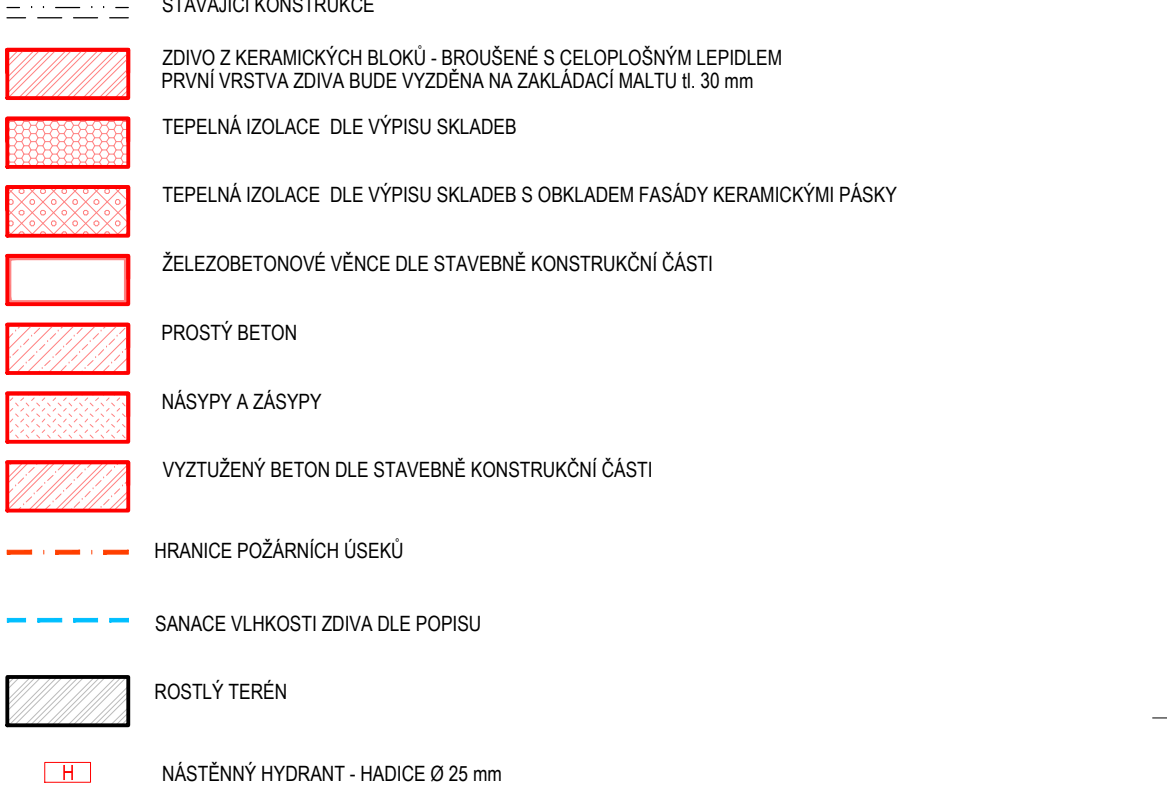 STÁVAJÍCÍ KONSTRUKCE
ZDIVO Z KERAMICKÝCH BLOKŮ - BROUŠENÉ S CELOPLOŠNÝM LEPIDLEM
PRVNÍ VRSTVA ZDIVA BUDE VYZDĚNA NA ZAKLÁDACÍ MALTU tl. 30 mm
TEPELNÁ IZOLACE DLE VÝPISU SKLADEB
TEPELNÁ IZOLACE DLE VÝPISU SKLADEB S OBKLADEM FASÁDY KERAMICKÝMI PÁSKY
ŽELEZOBETONOVÉ VĚNCE DLE STAVEBNĚ KONSTRUKČNÍ ČÁSTI
PROSTÝ BETON
NÁSYPY A ZÁSYPY
VYZTUŽENÝ BETON DLE STAVEBNĚ KONSTRUKČNÍ ČÁSTI
HRANICE POŽÁRNÍCH ÚSEKŮ
SANACE VLHKOSTI ZDIVA DLE POPISU
ROSTLÝ TERÉN
H NÁSTĚNNÝ HYDRANT - HADICE Ø 25 mm